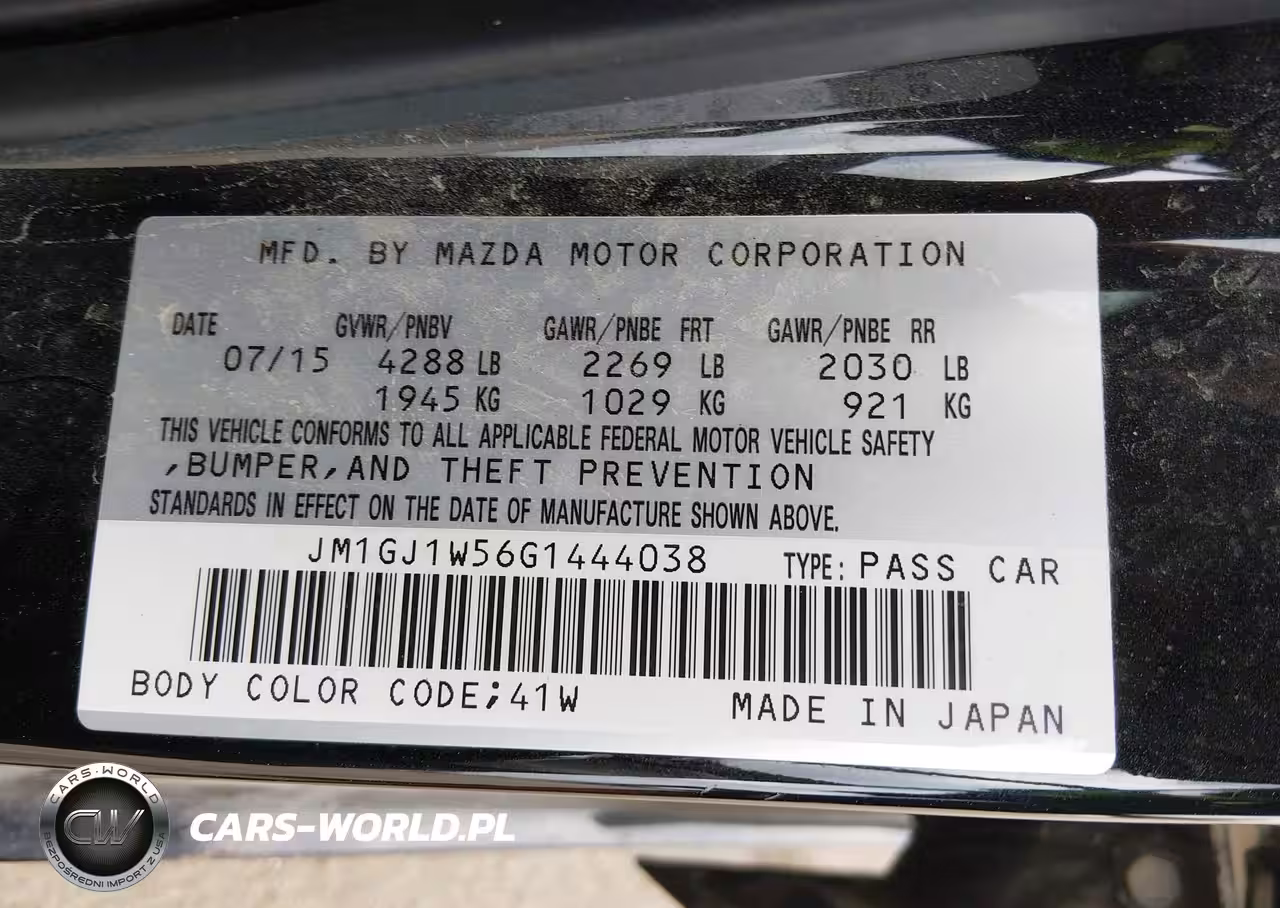 MFD. BY MAZDA MOTOR CORPORATION
DATE GVWR/PNBV GAWR/PNBE FRT GAWR/PNBE RR
07/15 4288 LB 2269 LB 2030 LB
1945 KG 1029 KG 921 KG
THIS VEHICLE CONFORMS TO ALL APPLICABLE FEDERAL MOTOR VEHICLE SAFETY
,BUMPER,AND THEFT PREVENTION
STANDARDS IN EFFECT ON THE DATE OF MANUFACTURE SHOWN ABOVE.
JM1GJ1W56G1444038 TYPE: PASS CAR
BODY COLOR CODE;41W MADE IN JAPAN
CARS-WORLD
CW
BEZPOŚREDNI IMPORT Z USA
CARS-WORLD.PL